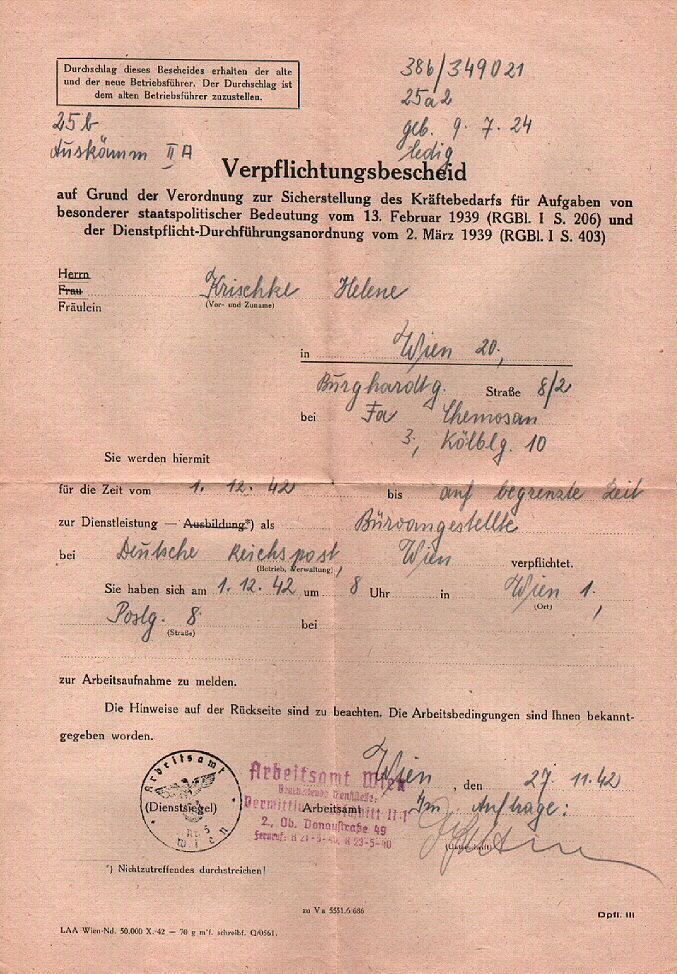 Durchschlag dieses Bescheides erhalten der alte
und der neue Betriebsführer. Der Durchschlag ist
dem alten Betriebsführer zuzustellen.
386/349021
25a2
25b
geb. 9.7.24
Auskämm II A
ledig
Verpflichtungsbescheid
auf Grund der Verordnung zur Sicherstellung des Kräftebedarfs für Aufgaben von
besonderer staatspolitischer Bedeutung vom 13. Februar 1939 (RGBl. I S. 206) und
der Dienstpflicht-Durchführungsanordnung vom 2. März 1939 (RGBl. I S. 403)
Herrn
Frau
Fräulein
Krischke Helene
(Vor- und Zuname)
in Wien 20,
Burghardtg. Straße 8/2
bei Fa Chemosan
3, Kölblg. 10
Sie werden hiermit
für die Zeit vom 1. 12. 42 bis auf begrenzte Zeit
zur Dienstleistung — Ausbildung*) als Büroangestellte
bei Deutsche Reichspost, Wien verpflichtet.
(Betrieb, Verwaltung)
Sie haben sich am 1. 12. 42 um 8 Uhr in Wien 1,
(Ort)
Postg. 8 bei
(Straße)
zur Arbeitsaufnahme zu melden.
Die Hinweise auf der Rückseite sind zu beachten. Die Arbeitsbedingungen sind Ihnen bekannt-
gegeben worden.
Wien, den 27. 11. 42
Arbeitsamt
(Dienstsiegel)
Wien
Arbeitsamt Wien
Vermittlungsabschnitt II 1
2., Ob. Donaustraße 49
Arbeitsamt
Im Auftrage:
(Unterschrift)
*) Nichtzutreffendes durchstreichen!
zu Va 5551.6 686
Dpfl. III
LAA Wien-Nd. 50.000 X. 42 — 70 g m'f. schreibf. Q/0561.